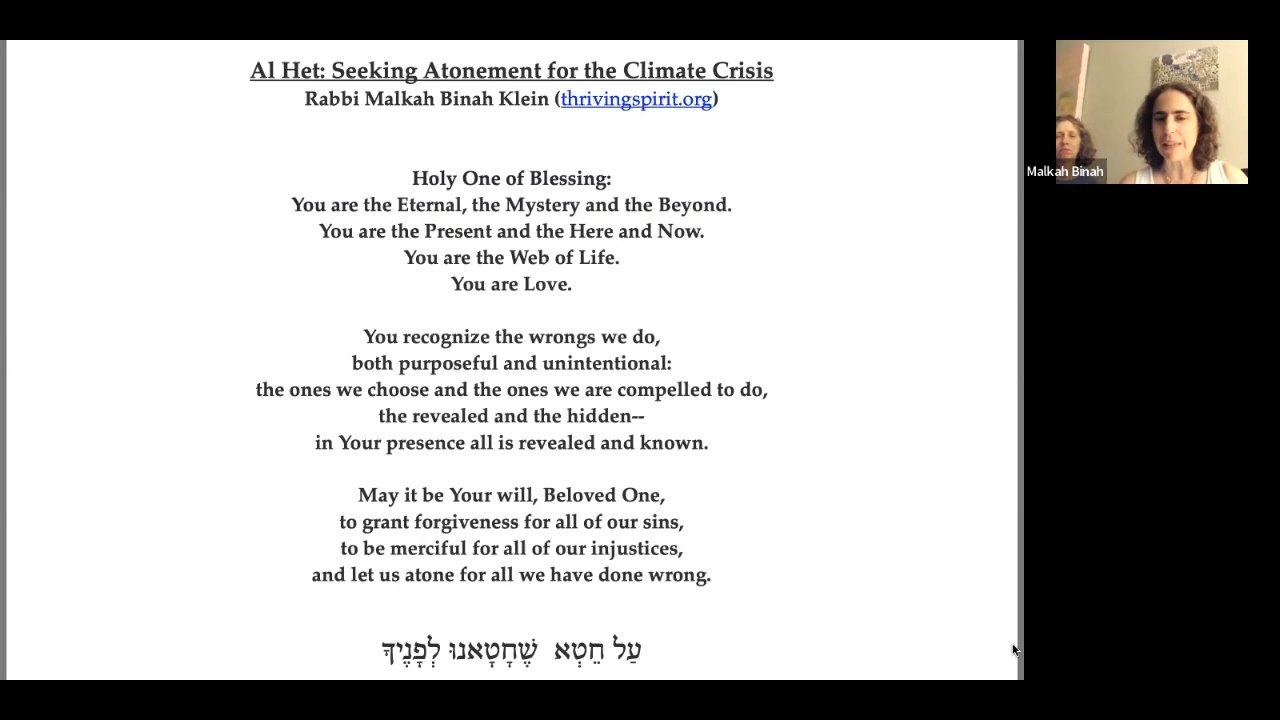 Al Het: Seeking Atonement for the Climate Crisis
Rabbi Malkah Binah Klein (thrivingspirit.org)
Holy One of Blessing:
You are the Eternal, the Mystery and the Beyond.
You are the Present and the Here and Now.
You are the Web of Life.
You are Love.
You recognize the wrongs we do,
both purposeful and unintentional:
the ones we choose and the ones we are compelled to do,
the revealed and the hidden--
in Your presence all is revealed and known.
May it be Your will, Beloved One,
to grant forgiveness for all of our sins,
to be merciful for all of our injustices,
and let us atone for all we have done wrong.
עַל חֵטְא שֶׁחָטָאנוּ לְפָנֶיךָ
Malkah Binah